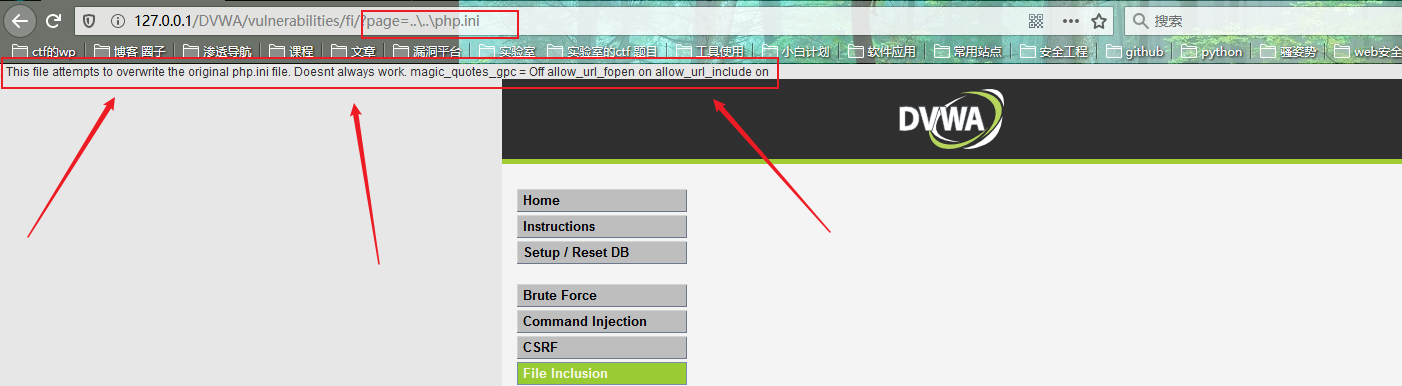 127.0.0.1/DVWA/vulnerabilities/fi/?page=..\..\php.ini
搜索
ctf的wp 博客 圈子 渗透导航 课程 文章 漏洞平台 实验室 实验室的ctf 题目 工具使用 小白计划 软件应用 常用站点 安全工程 github python 骚姿势 web安全
This file attempts to overwrite the original php.ini file. Doesnt always work. magic_quotes_gpc = Off allow_url_fopen on allow_url_include on
DVWA
Home
Instructions
Setup / Reset DB
Brute Force
Command Injection
CSRF
File Inclusion